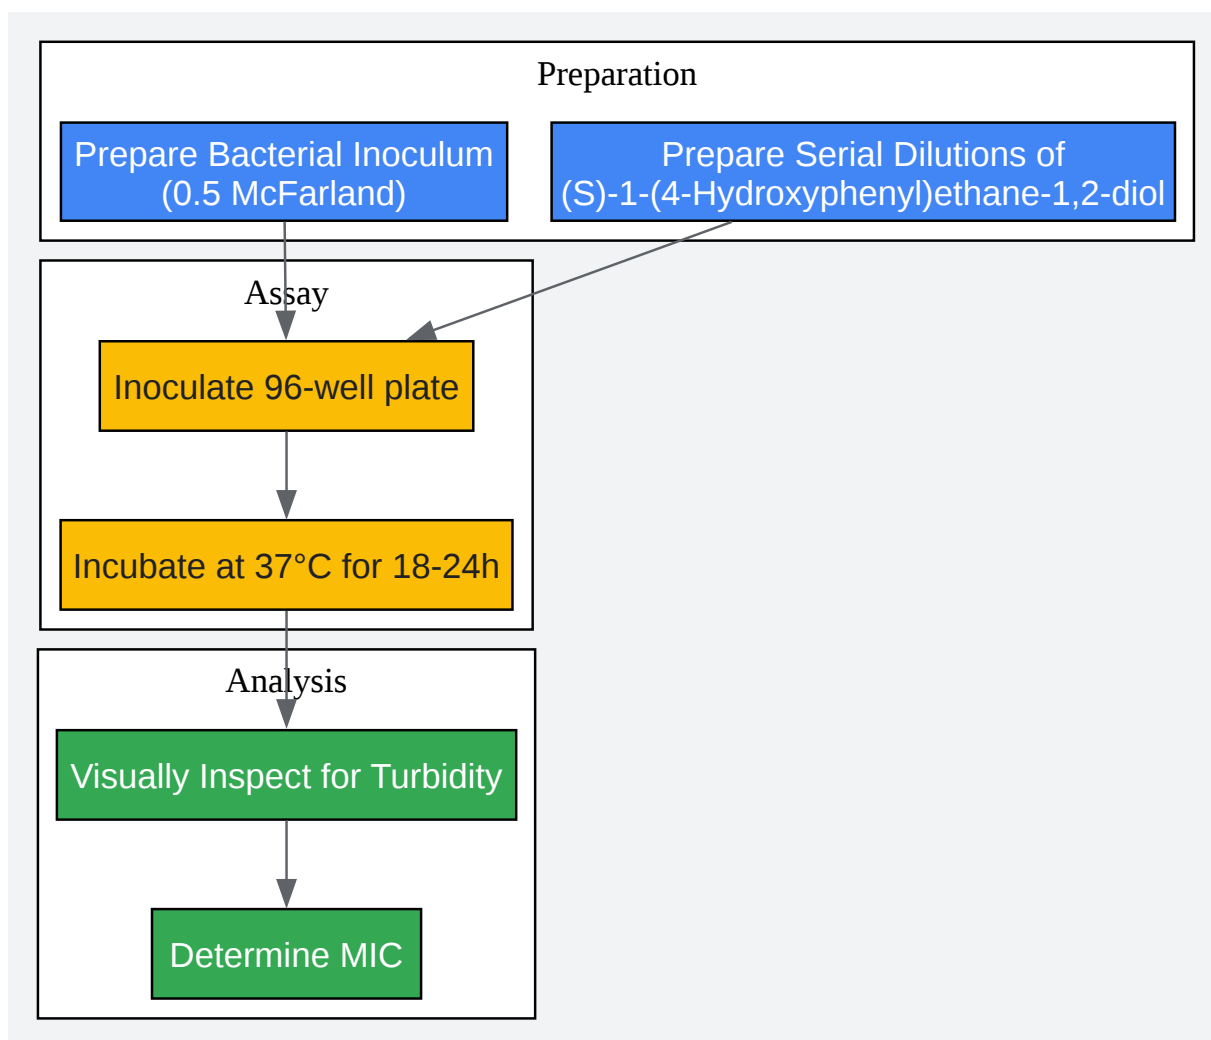 Preparation
Prepare Bacterial Inoculum
(0.5 McFarland)
Prepare Serial Dilutions of
(S)-1-(4-Hydroxyphenyl)ethane-1,2-diol
Assay
Inoculate 96-well plate
Incubate at 37°C for 18-24h
Analysis
Visually Inspect for Turbidity
Determine MIC